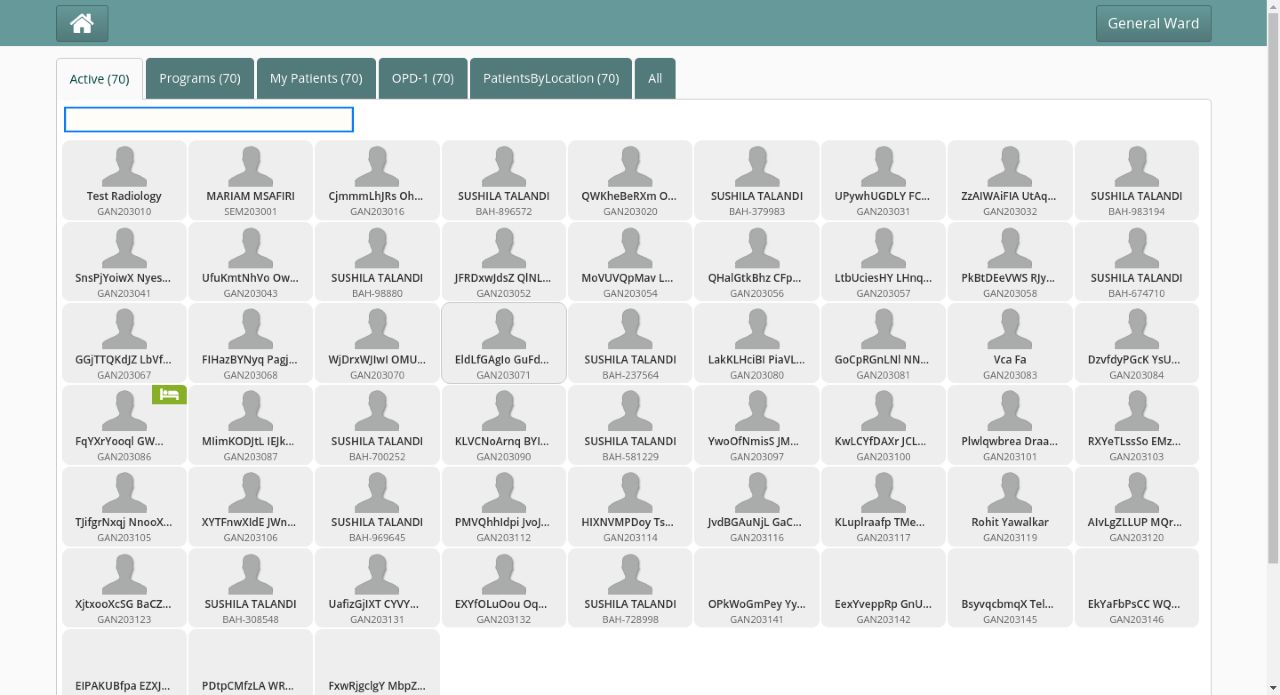 General Ward
Active (70)
Programs (70)
My Patients (70)
OPD-1 (70)
PatientsByLocation (70)
All
Test Radiology
GAN203010
MARIAM MSAFIRI
SEM203001
CjmmmLhJRs Oh...
GAN203016
SUSHILA TALANDI
BAH-896572
QWKheBeRXm O...
GAN203020
SUSHILA TALANDI
BAH-379983
UPywhUGDLY FC...
GAN203031
ZzAIWAiFIA UtAq...
GAN203032
SUSHILA TALANDI
BAH-983194
SnsPjYoiwX Nyes...
GAN203041
UfuKmtNhVo Ow...
GAN203043
SUSHILA TALANDI
BAH-98880
JFRDxwJdsZ QlNL...
GAN203052
MoVUVQpMav L...
GAN203054
QHalGtkBhz CFp...
GAN203056
LtbUciesHY LHnq...
GAN203057
PkBtDEeVWS RJy...
GAN203058
SUSHILA TALANDI
BAH-674710
GGjTTQKdJZ LbVf...
GAN203067
FIHazBYNyq Pagj...
GAN203068
WjDrxWJIwI OMU...
GAN203070
EldLfGAgIo GuFd...
GAN203071
SUSHILA TALANDI
BAH-237564
LakKLHciBI PiaVL...
GAN203080
GoCpRGnLNl NN...
GAN203081
Vca Fa
GAN203083
DzvfdyPGcK YsU...
GAN203084
FqYXrYooql GW...
GAN203086
MIimKODJtL IEJk...
GAN203087
SUSHILA TALANDI
BAH-700252
KLVCNoArnq BYI...
GAN203090
SUSHILA TALANDI
BAH-581229
YwoOfNmisS JM...
GAN203097
KwLCYfDAXr JCL...
GAN203100
Plwlqwbrea Draa...
GAN203101
RXYeTLssSo EMz...
GAN203103
TJifgrNxqj NnooX...
GAN203105
XYTFnwXIdE JWn...
GAN203106
SUSHILA TALANDI
BAH-969645
PMVQhhIdpi JvoJ...
GAN203112
HIXNVMPDoy Ts...
GAN203114
JvdBGAuNjL GaC...
GAN203116
KLuplraafp TMe...
GAN203117
Rohit Yawalkar
GAN203119
AIvLgZLLUP MQr...
GAN203120
XjtxooXcSG BaCZ...
GAN203123
SUSHILA TALANDI
BAH-308548
UafizGjIXT CYVY...
GAN203131
EXYfOLuOou Oq...
GAN203132
SUSHILA TALANDI
BAH-728998
OPkWoGmPey Yy...
GAN203141
EexYveppRp GnU...
GAN203142
BsyvqcbmqX Tel...
GAN203145
EkYaFbPsCC WQ...
GAN203146
EIPAKUBfpa EZXJ...
PDtpCMfzLA WR...
FxwRjgclgY MbpZ...